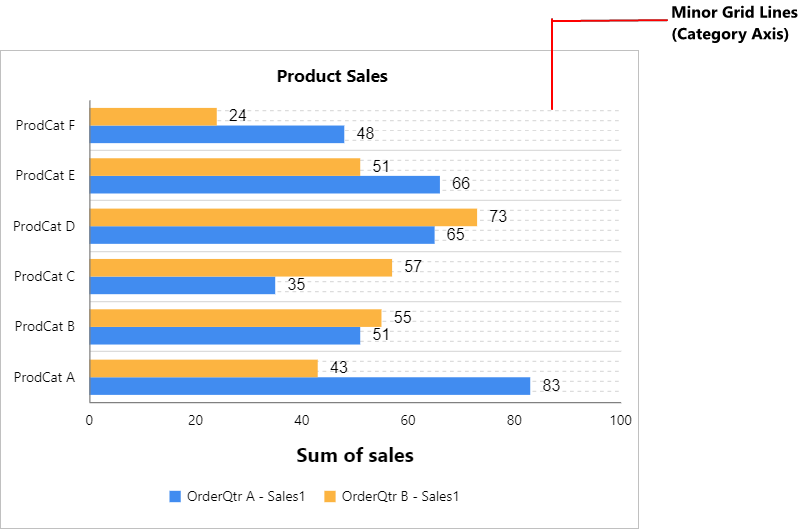 Minor Grid Lines
(Category Axis)
Product Sales
ProdCat F
24
48
ProdCat E
51
66
ProdCat D
73
65
ProdCat C
57
35
ProdCat B
55
51
ProdCat A
43
83
0 20 40 60 80 100
Sum of sales
OrderQtr A - Sales1 OrderQtr B - Sales1